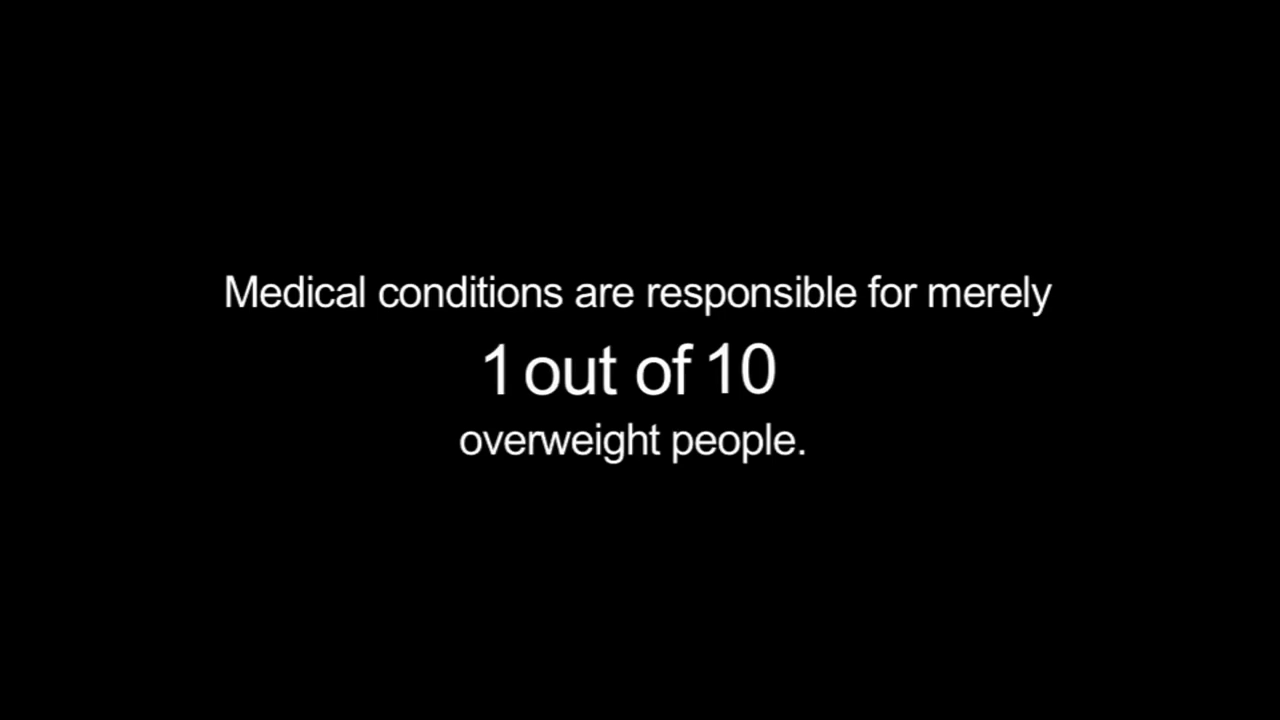 Medical conditions are responsible for merely
1 out of 10
overweight people.